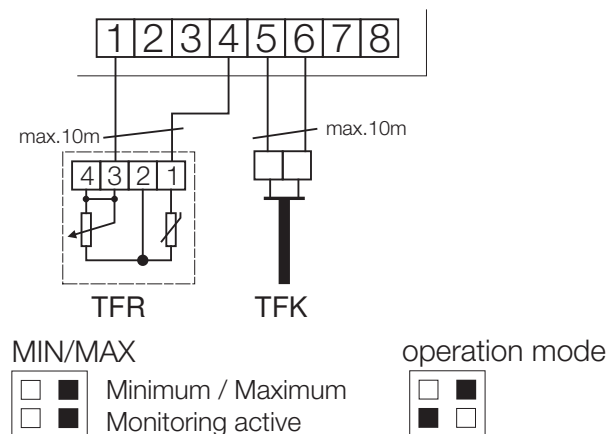 1 2 3 4 5 6 7 8
max.10m
max.10m
4 3 2 1
TFR TFK
MIN/MAX operation mode
Minimum / Maximum
Monitoring active